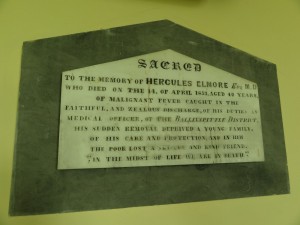 SACRED
TO THE MEMORY OF HERCULES ELMORE Esq M.D
WHO DIED ON THE 14, OF APRIL 1851, AGED 46 YEARS,
OF MALIGNANT FEVER CAUGHT IN THE
FAITHFUL, AND ZEALOUS DISCHARGE, OF HIS DUTIES AS
MEDICAL OFFICER, OF THE BALLINSPITTLE DISTRICT,
HIS SUDDEN REMOVAL DEPRIVED A YOUNG FAMILY,
OF HIS CARE AND PROTECTION, AND IN HIM
THE POOR LOST A SKILFUL AND KIND FRIEND,
"IN THE MIDST OF LIFE WE ARE IN DEATH"